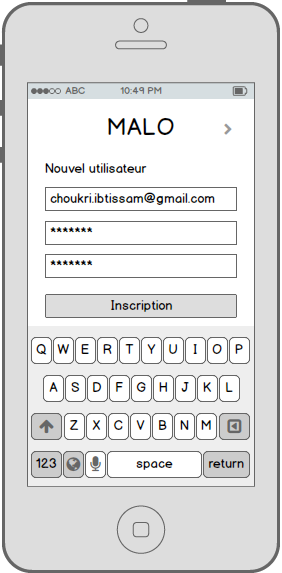 ABC 10:49 PM
MALO
Nouvel utilisateur
choukri.ibtissam@gmail.com
*******
*******
Inscription
Q W E R T Y U I O P
A S D F G H J K L
Z X C V B N M
123 space return